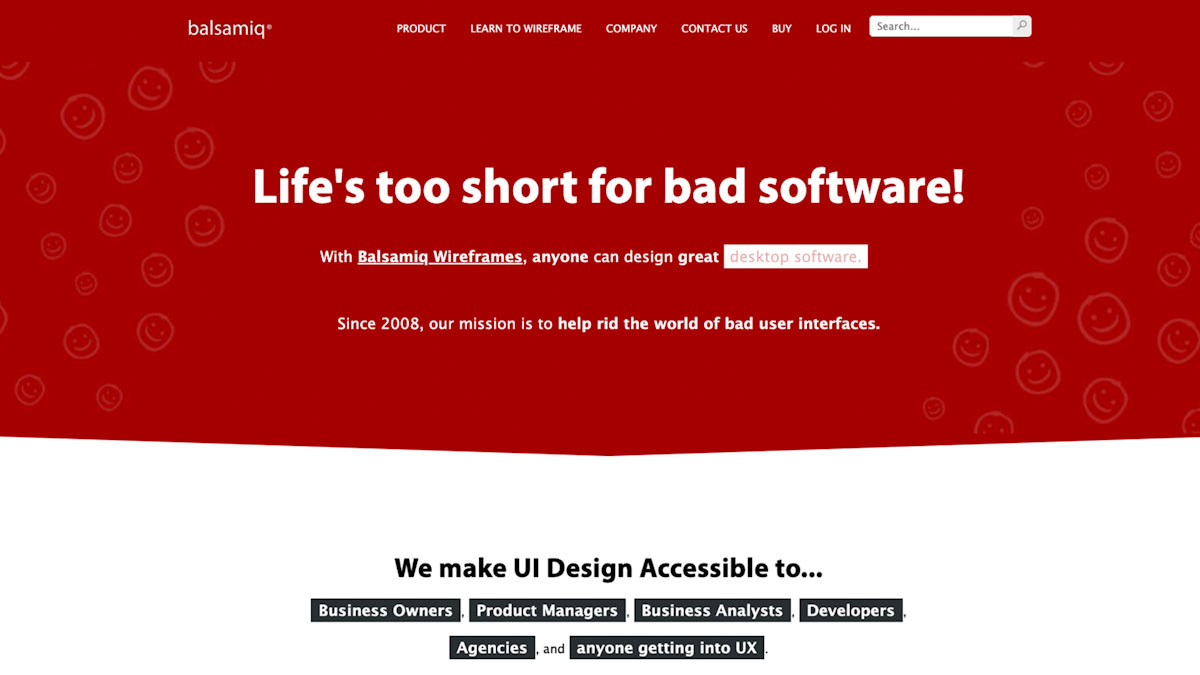 balsamiq®
PRODUCT LEARN TO WIREFRAME COMPANY CONTACT US BUY LOG IN Search...
Life's too short for bad software!
With Balsamiq Wireframes, anyone can design great desktop software.
Since 2008, our mission is to help rid the world of bad user interfaces.
We make UI Design Accessible to...
Business Owners, Product Managers, Business Analysts, Developers,
Agencies, and anyone getting into UX.